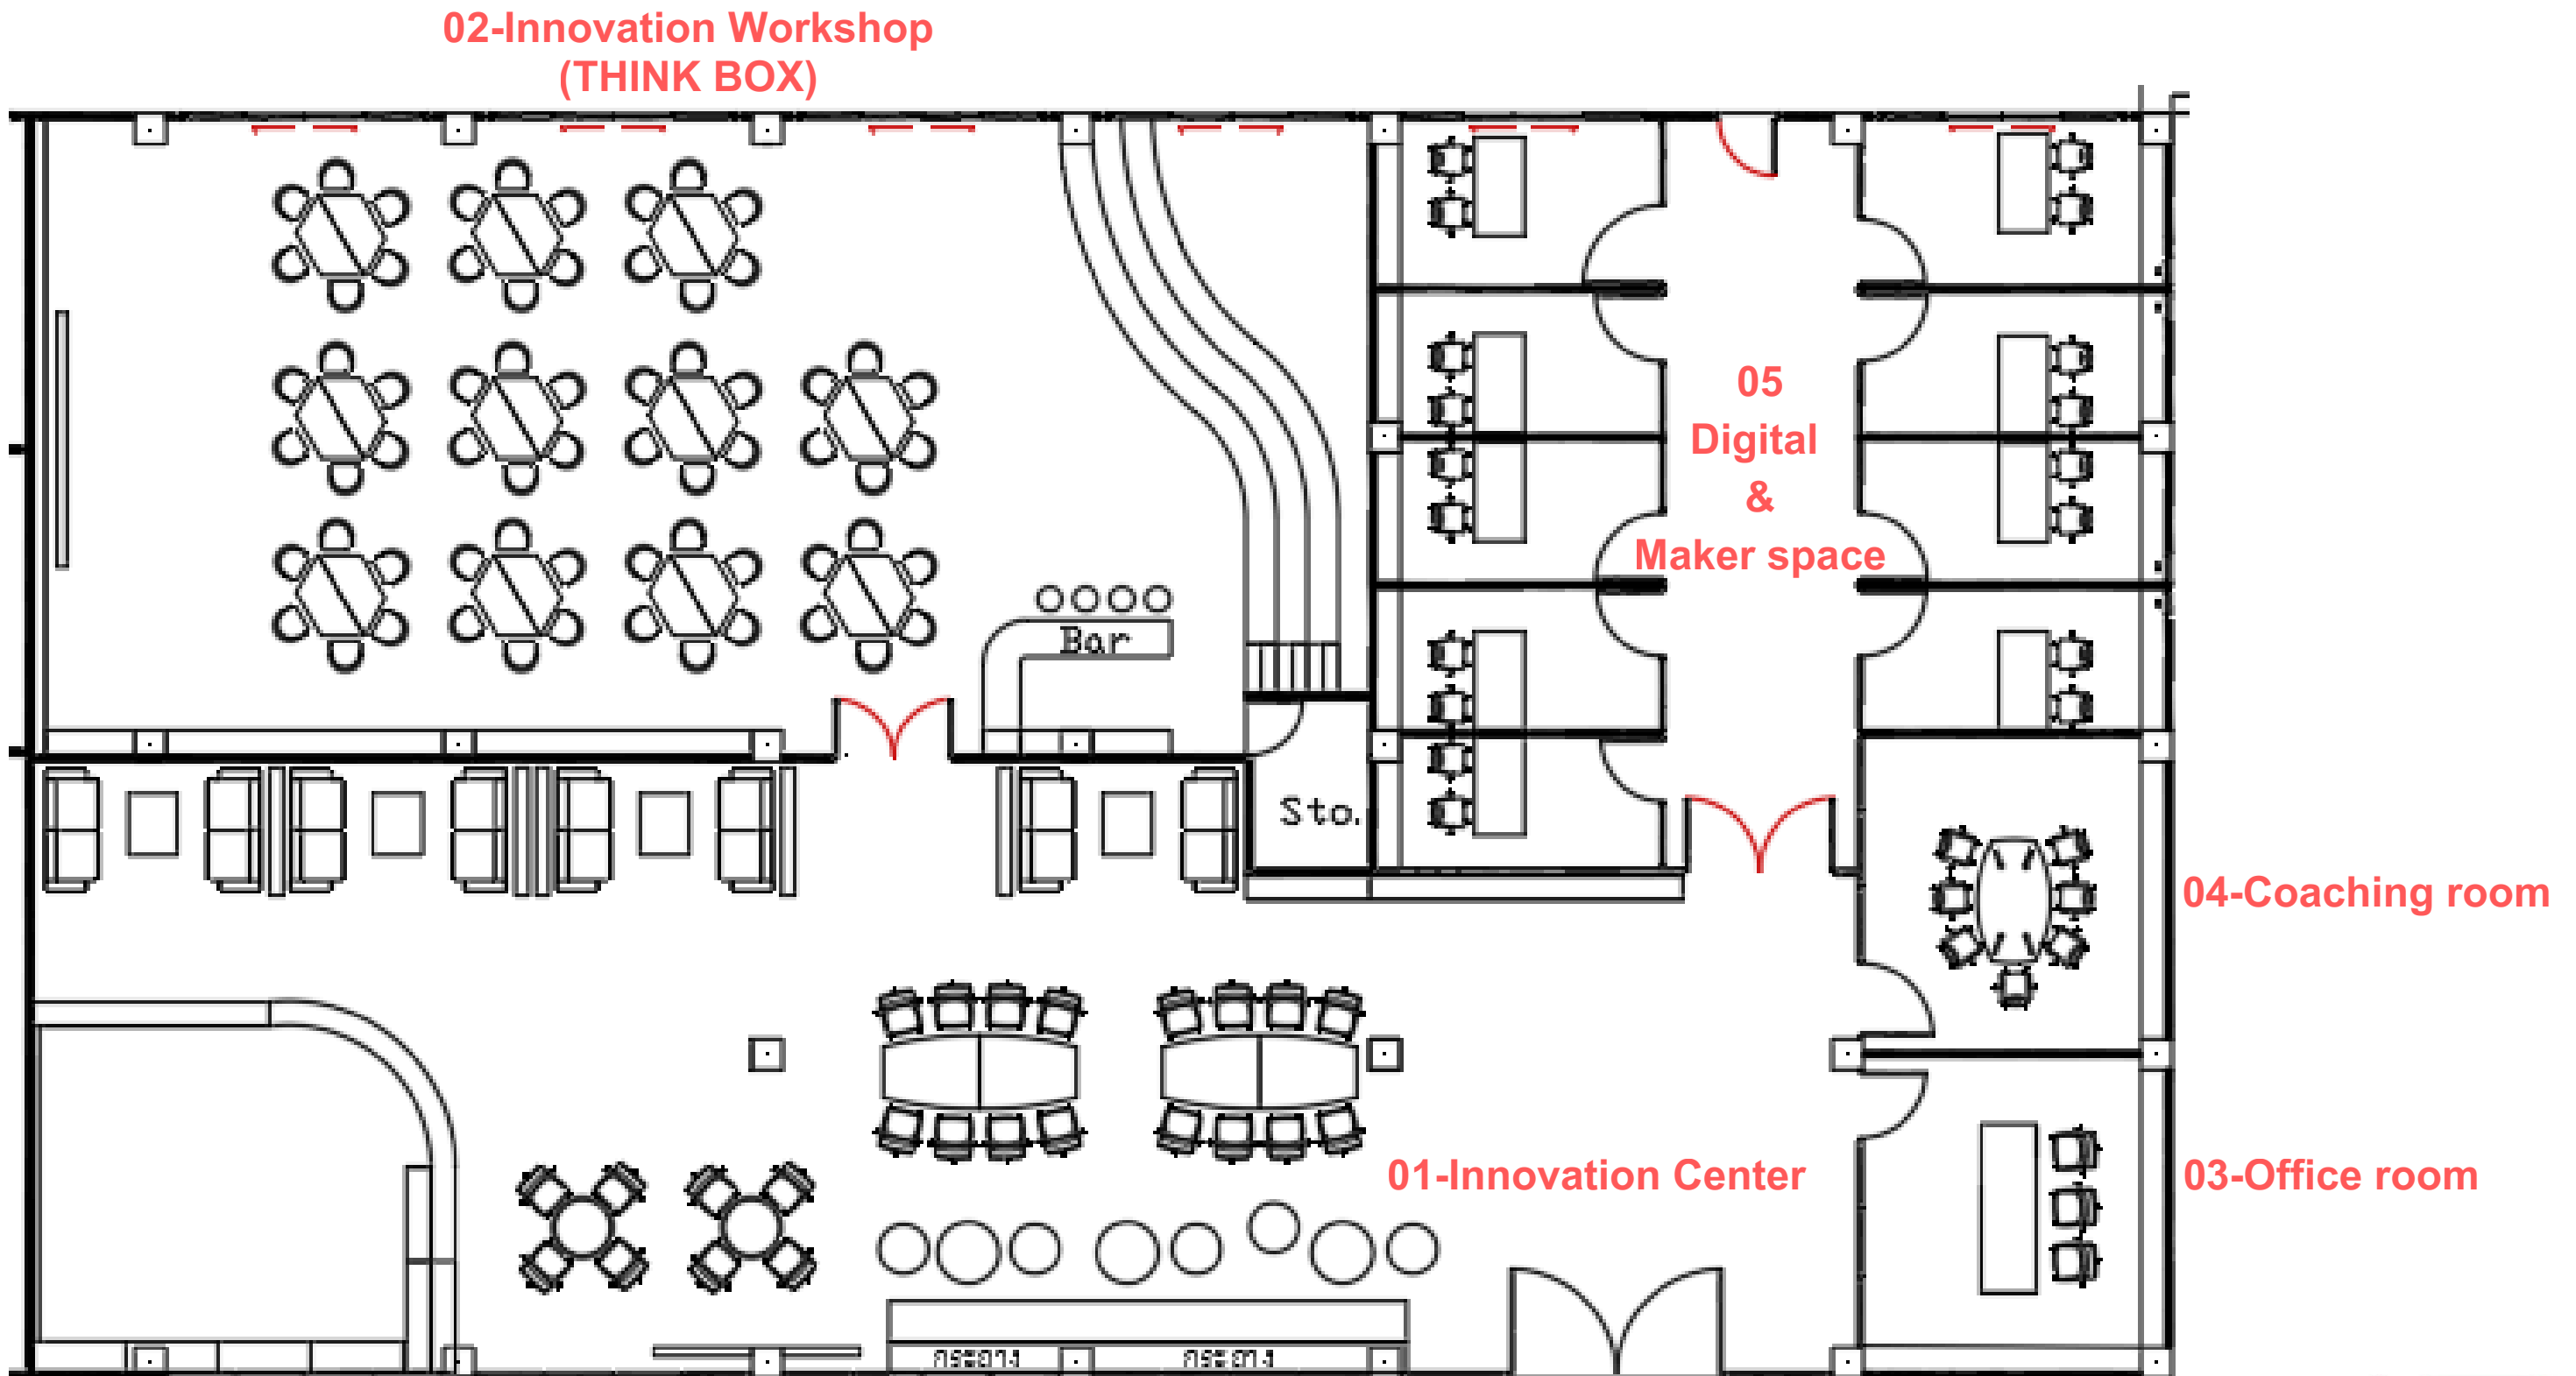 02-Innovation Workshop
(THINK BOX)
05
Digital
&
Maker space
Bar
Sto.
04-Coaching room
01-Innovation Center
03-Office room